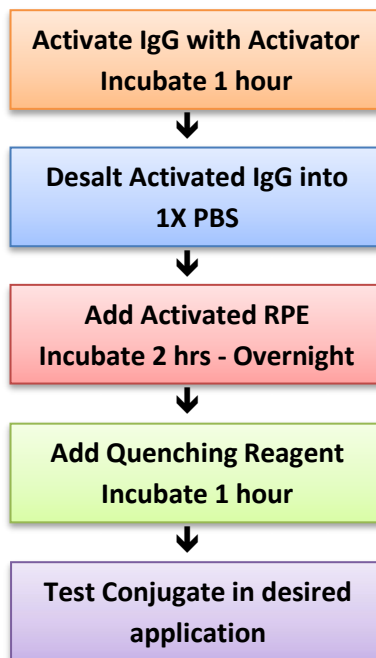 Activate IgG with Activator
Incubate 1 hour
Desalt Activated IgG into
1X PBS
Add Activated RPE
Incubate 2 hrs - Overnight
Add Quenching Reagent
Incubate 1 hour
Test Conjugate in desired
application